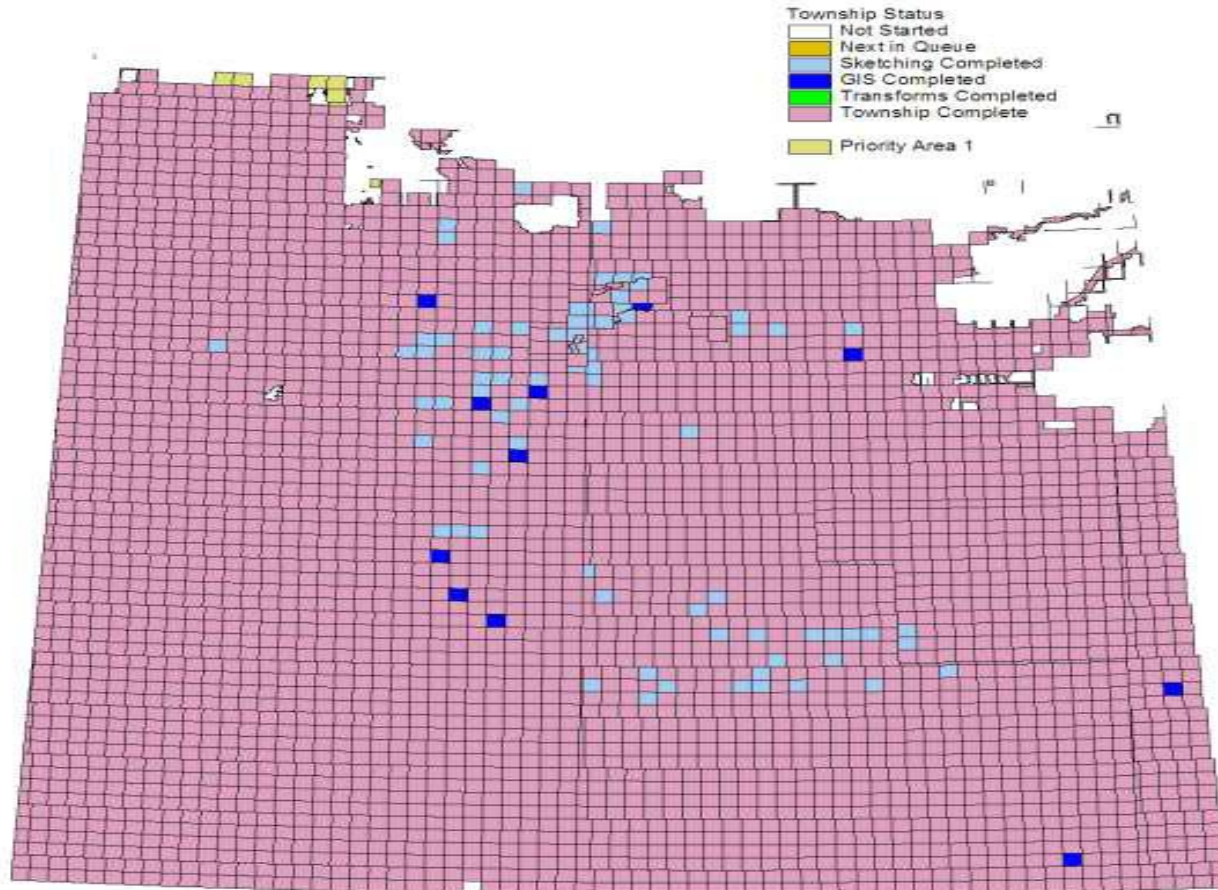 Township Status
Not Started
Next in Queue
Sketching Completed
GIS Completed
Transforms Completed
Township Complete
Priority Area 1